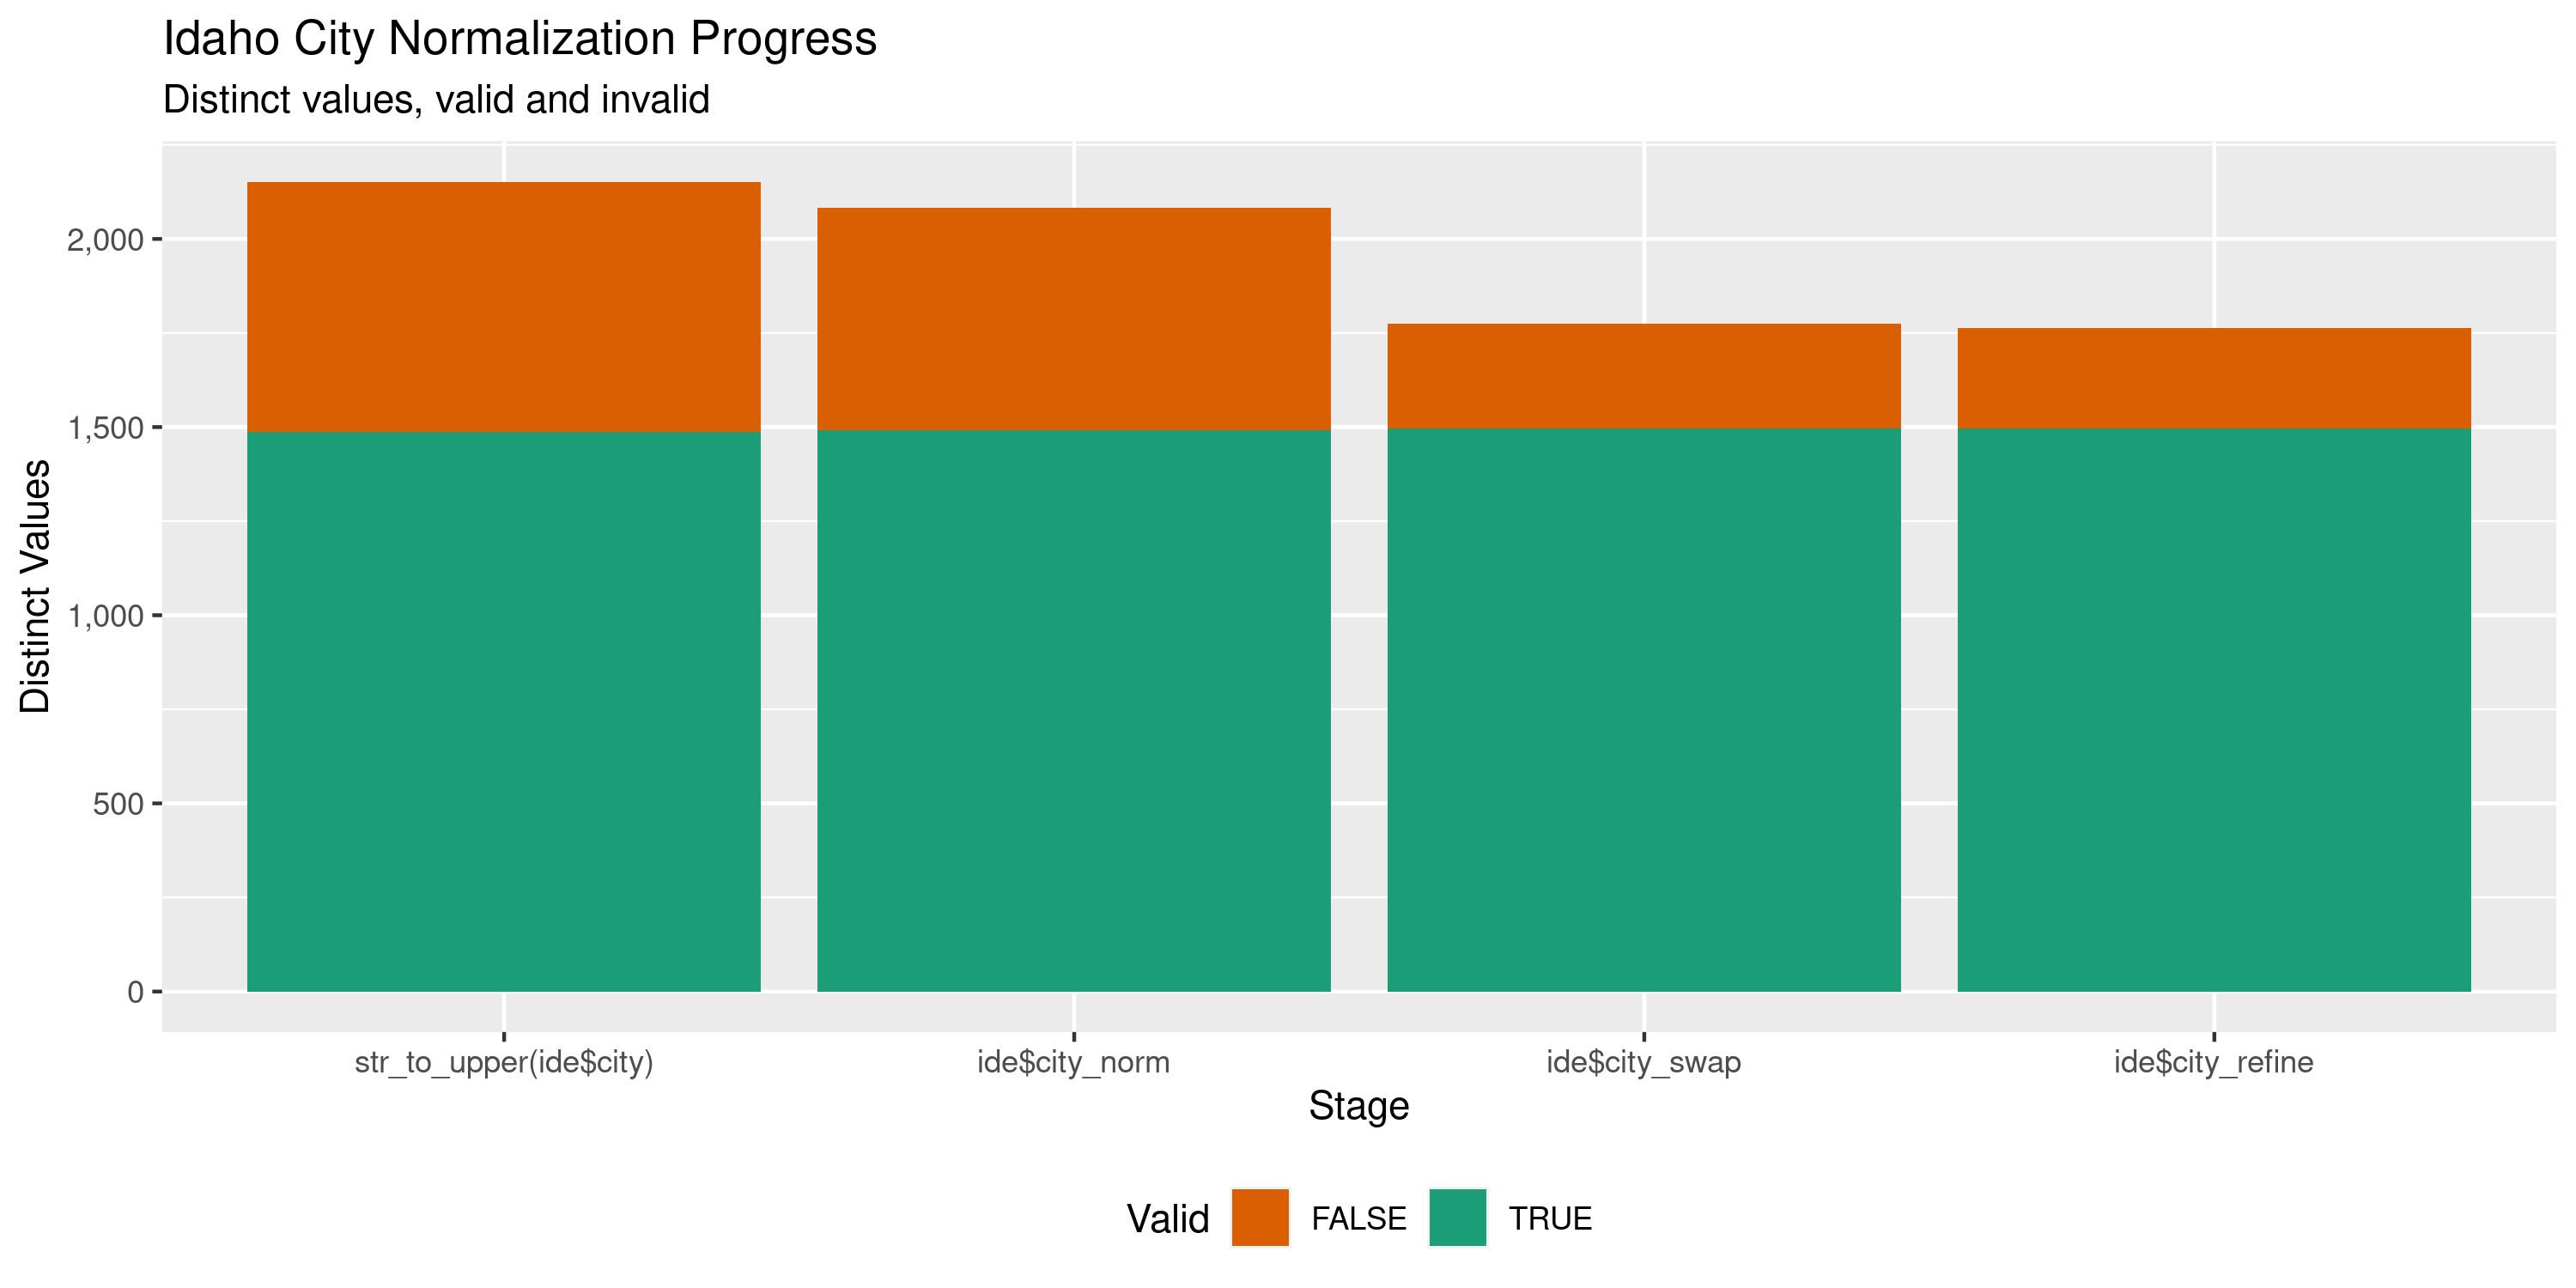 Idaho City Normalization Progress
Distinct values, valid and invalid
Distinct Values
2,000
1,500
1,000
500
0
str_to_upper(ide$city)
ide$city_norm
ide$city_swap
ide$city_refine
Stage
Valid
FALSE
TRUE